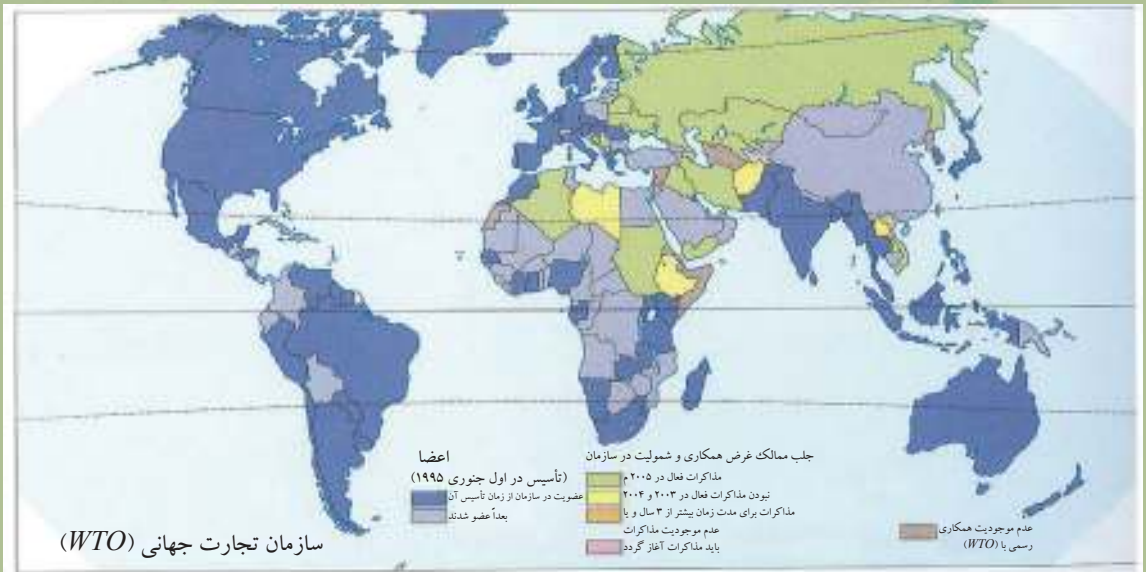 اعضا
(تأسیس در اول جنوری ۱۹۹۵)
عضویت در سازمان از زمان تأسیس آن
بعداً عضو شدند
جلب ممالک غرض همکاری و شمولیت در سازمان
مذاکرات فعال در ۲۰۰۵ م
نبودن مذاکرات فعال در ۲۰۰۳ و ۲۰۰۴
مذاکرات برای مدت زمان بیشتر از ۳ سال و یا
عدم موجودیت مذاکرات
باید مذاکرات آغاز گردد
عدم موجودیت همکاری
رسمی با (WTO)
سازمان تجارت جهانی (WTO)